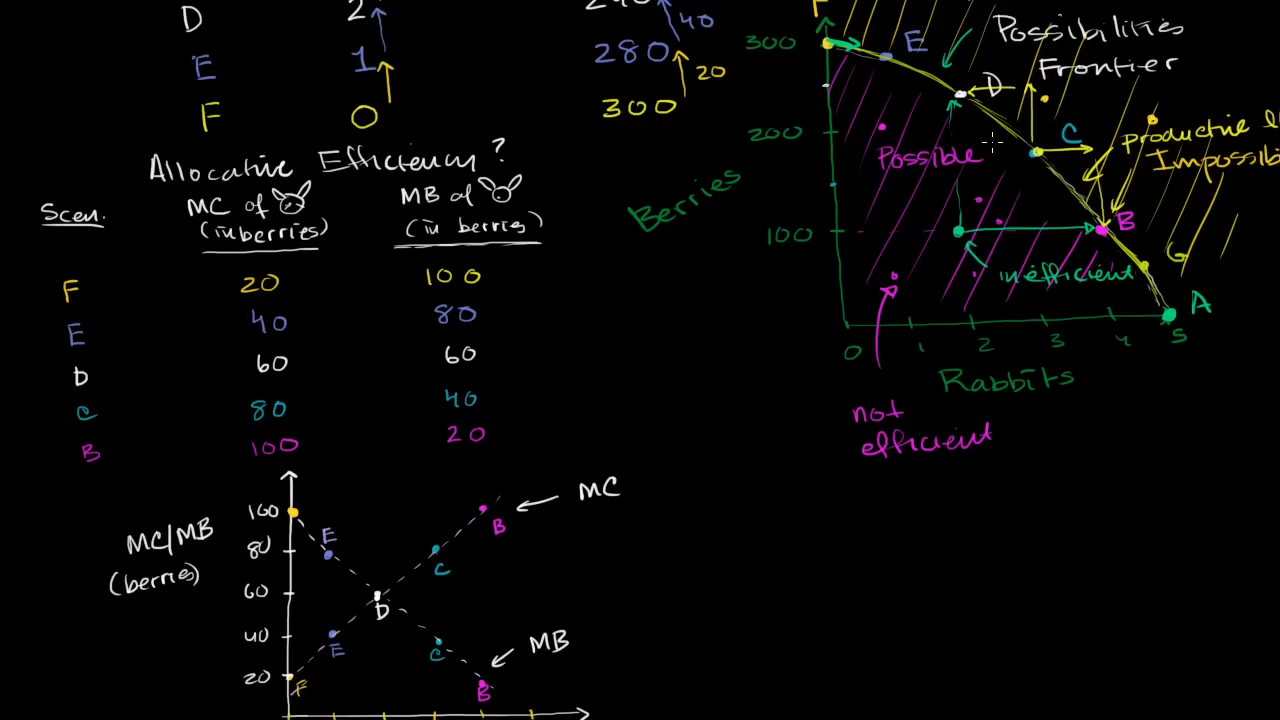 D 2 240
40
E 1 280
20
F 0 300
Allocative Efficiency?
Scen. MC of (in berries) MB of (in berries)
F 20 100
E 40 80
D 60 60
C 80 40
B 100 20
MC/MB
(berries)
100
80
60
40
20
E
B
C
D
E
C
F
B
MC
MB
F
Possibilities
Frontier
300
E
D
200
C
Possible
Productive
Berries
100
B
G
inefficient
A
0 1 2 3 4 5
Rabbits
not
efficient